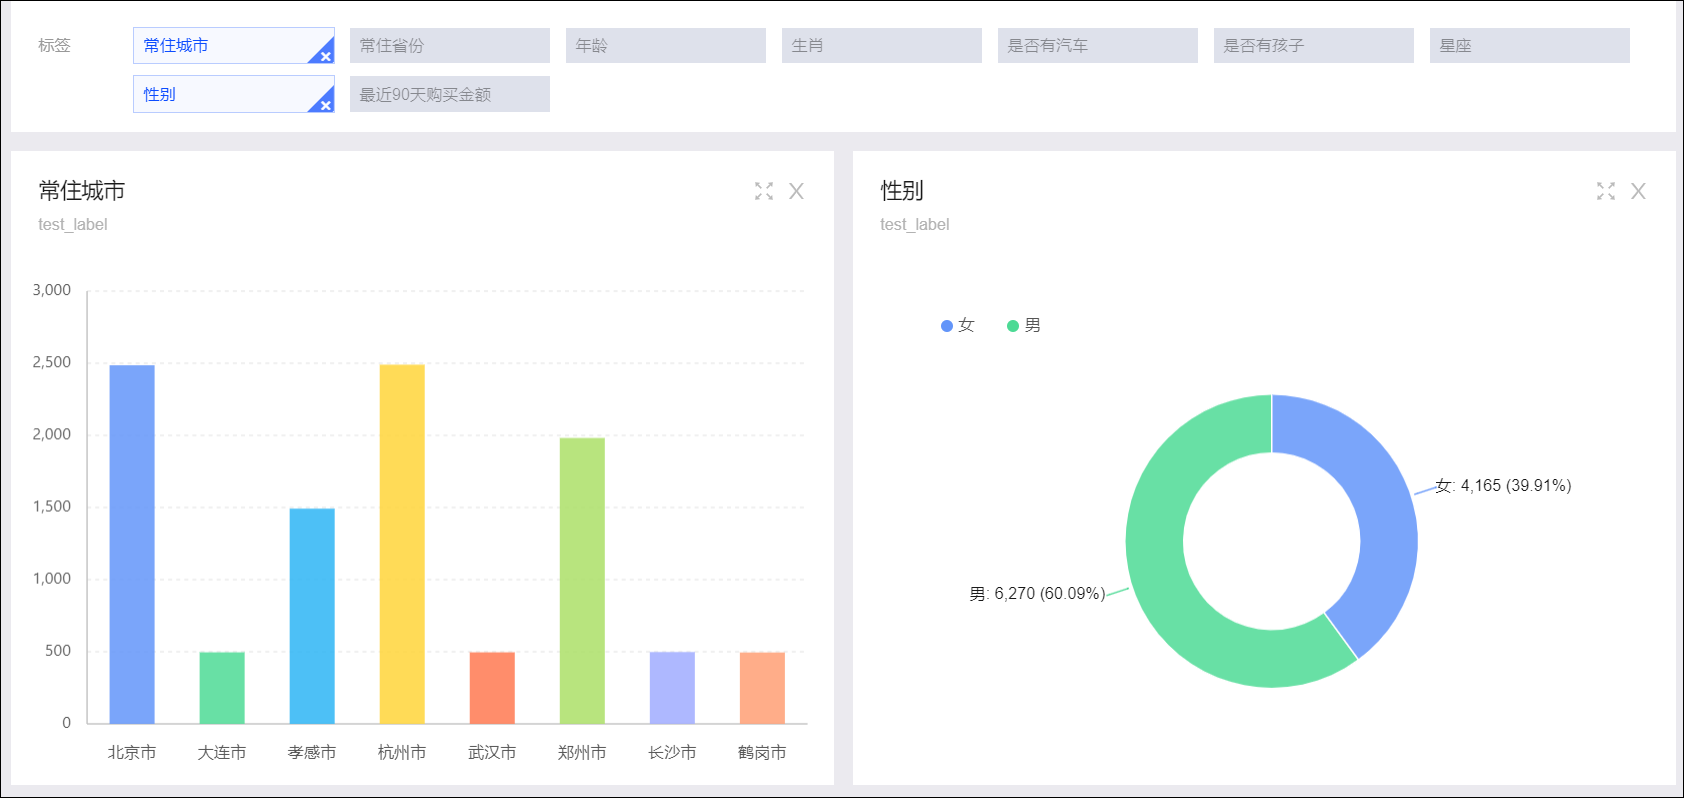 标签 常住城市 常住省份 年龄 生肖 是否有汽车 是否有孩子 星座
性别 最近90天购买金额
常住城市
test_label
3,000
2,500
2,000
1,500
1,000
500
0
北京市 大连市 孝感市 杭州市 武汉市 郑州市 长沙市 鹤岗市
性别
test_label
女 男
女: 4,165 (39.91%)
男: 6,270 (60.09%)